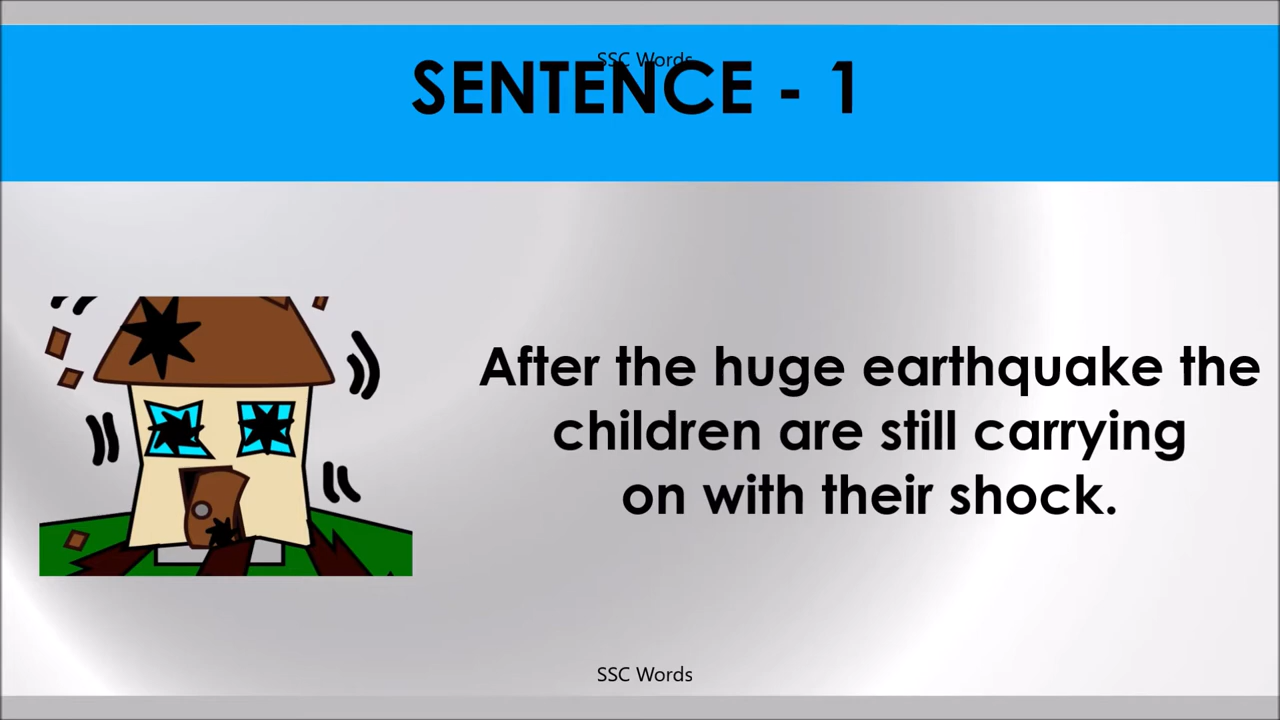 SSC Words
SENTENCE - 1
After the huge earthquake the
children are still carrying
on with their shock.
SSC Words